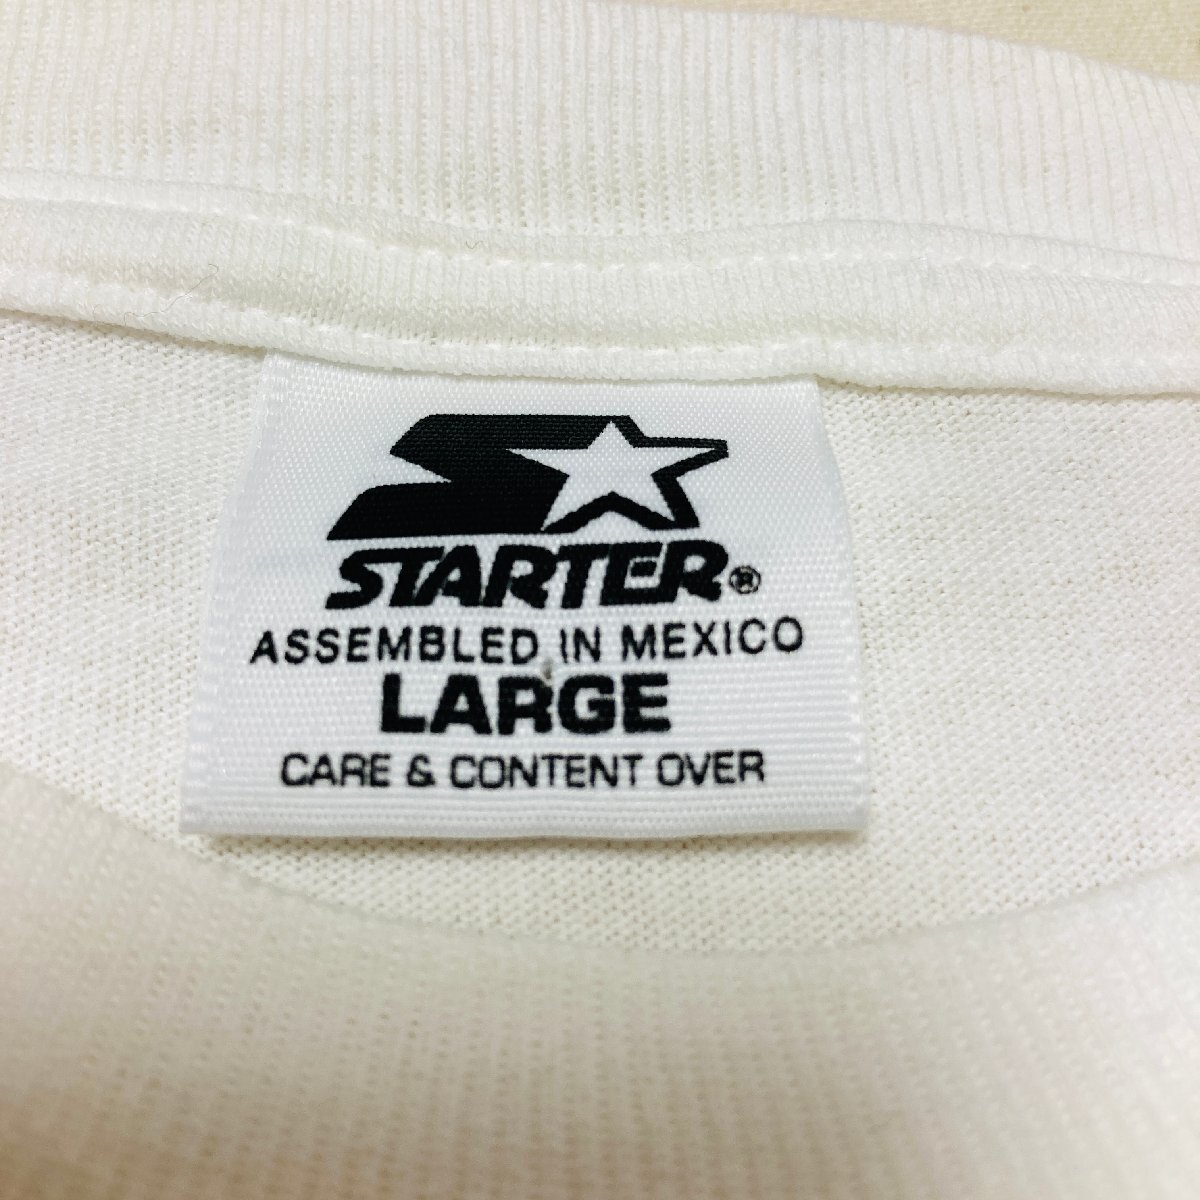 STARTER®
ASSEMBLED IN MEXICO
LARGE
CARE & CONTENT OVER